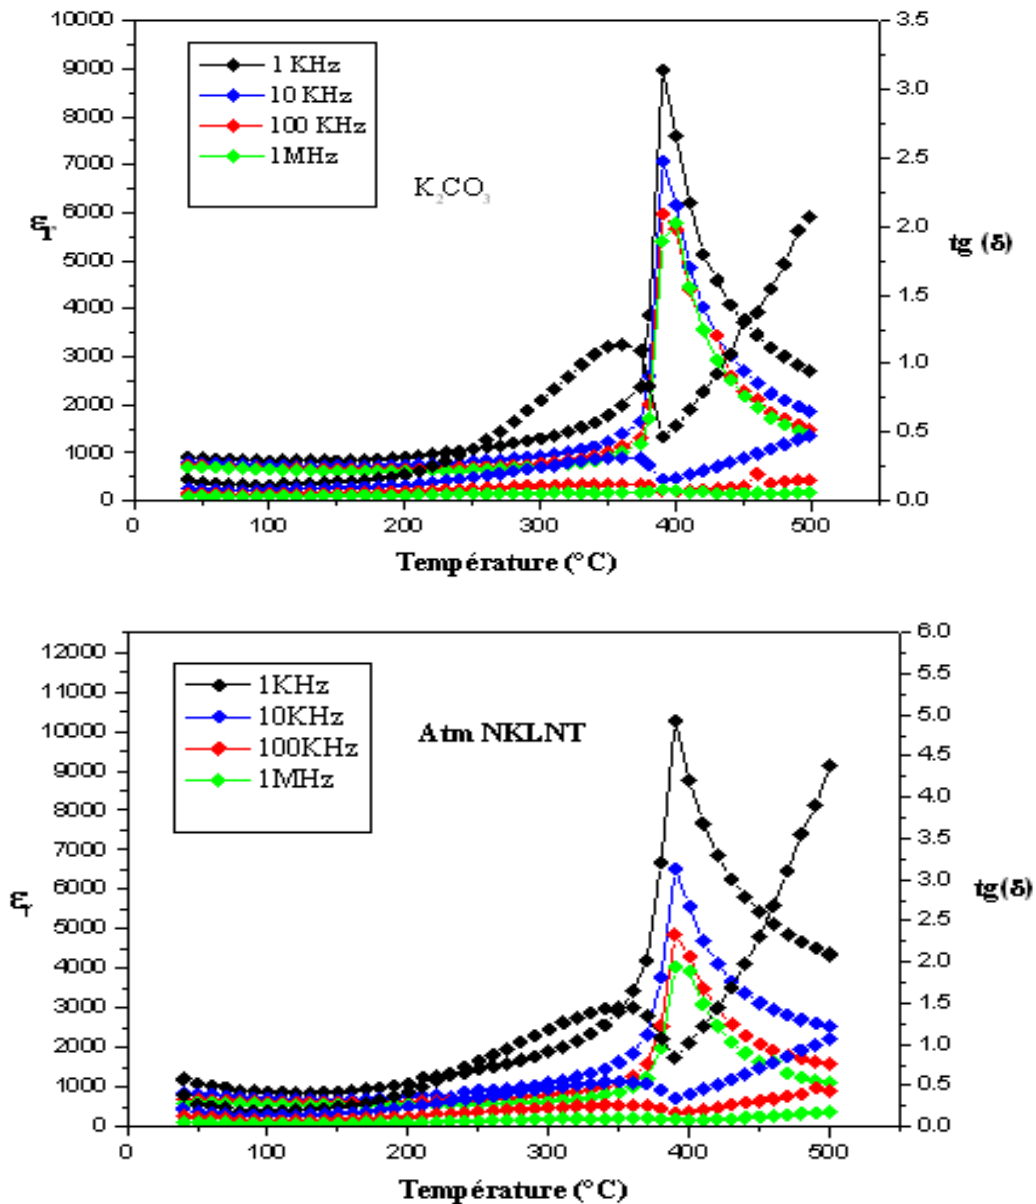 10000
9000
8000
7000
6000
5000
4000
3000
2000
1000
0
εr
1 KHz
10 KHz
100 KHz
1MHz
K₂CO₃
3.5
3.0
2.5
2.0
1.5
1.0
0.5
0.0
tg (δ)
0 100 200 300 400 500
Température (°C)
12000
11000
10000
9000
8000
7000
6000
5000
4000
3000
2000
1000
0
εr
1KHz
10KHz
100KHz
1MHz
Atm NKLNT
6.0
5.5
5.0
4.5
4.0
3.5
3.0
2.5
2.0
1.5
1.0
0.5
0.0
tg(δ)
0 100 200 300 400 500
Température (°C)